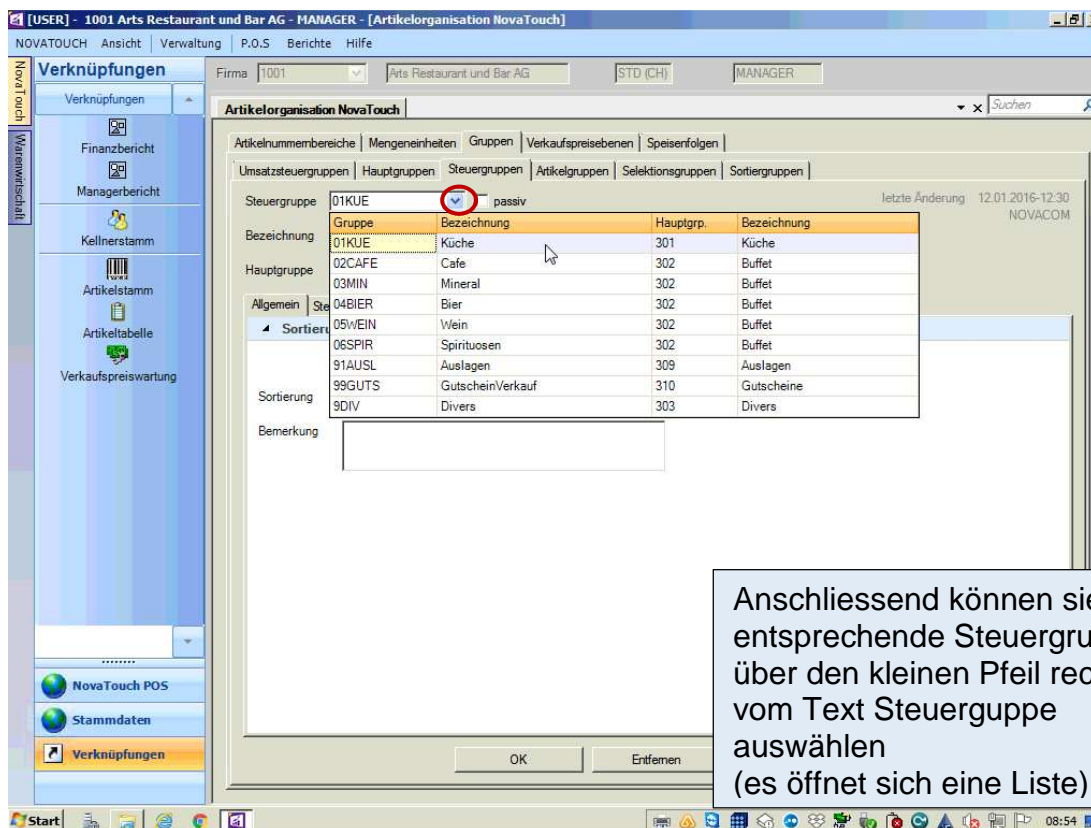 [USER] - 1001 Arts Restaurant und Bar AG - MANAGER - [Artikelorganisation NovaTouch]
NOVATOUCH Ansicht Verwaltung P.O.S Berichte Hilfe
NovaTouch
Warenwirtschaft
Verknüpfungen
Verknüpfungen
Finanzbericht
Managerbericht
Kellnerstamm
Artikelstamm
Artikeltabelle
Verkaufspreiswartung
NovaTouch POS
Stammdaten
Verknüpfungen
Firma 1001 Arts Restaurant und Bar AG STD (CH) MANAGER
Artikelorganisation NovaTouch Suchen
Artikelnummernbereiche Mengeneinheiten Gruppen Verkaufspreisebenen Speisenfolgen
Umsatzsteuergruppen Hauptgruppen Steuergruppen Artikelgruppen Selektionsgruppen Sortiergruppen
Steuergruppe 01KUE passiv letzte Änderung 12.01.2016-12:30
NOVACOM
Bezeichnung
Hauptgruppe
Gruppe Bezeichnung Hauptgrp. Bezeichnung
01KUE Küche 301 Küche
02CAFE Cafe 302 Buffet
03MIN Mineral 302 Buffet
04BIER Bier 302 Buffet
05WEIN Wein 302 Buffet
06SPIR Spirituosen 302 Buffet
91AUSL Auslagen 309 Auslagen
99GUTS GutscheinVerkauf 310 Gutscheine
9DIV Divers 303 Divers
Allgemein Ste
Sortieru
Sortierung
Bemerkung
OK Entfernen
Anschliessend können sie
entsprechende Steuergru
über den kleinen Pfeil rec
vom Text Steuerguppe
auswählen
(es öffnet sich eine Liste)
Start 08:54